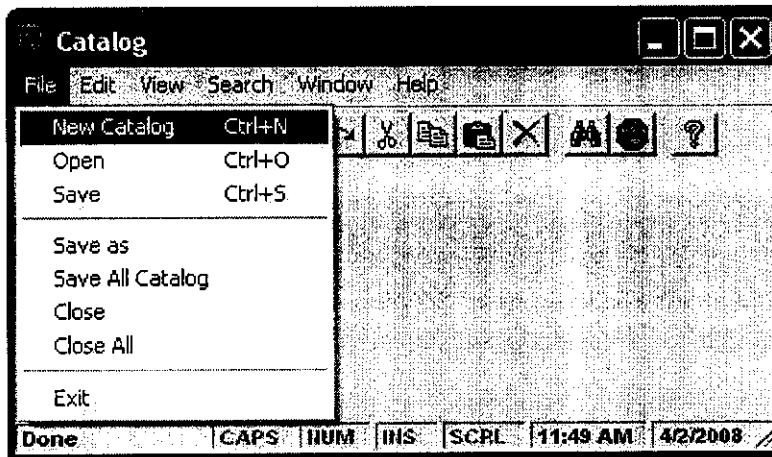 Catalog
File Edit View Search Window Help
New Catalog Ctrl+N
Open Ctrl+O
Save Ctrl+S
Save as
Save All Catalog
Close
Close All
Exit
Done CAPS NUM INS SCRL 11:49 AM 4/2/2008